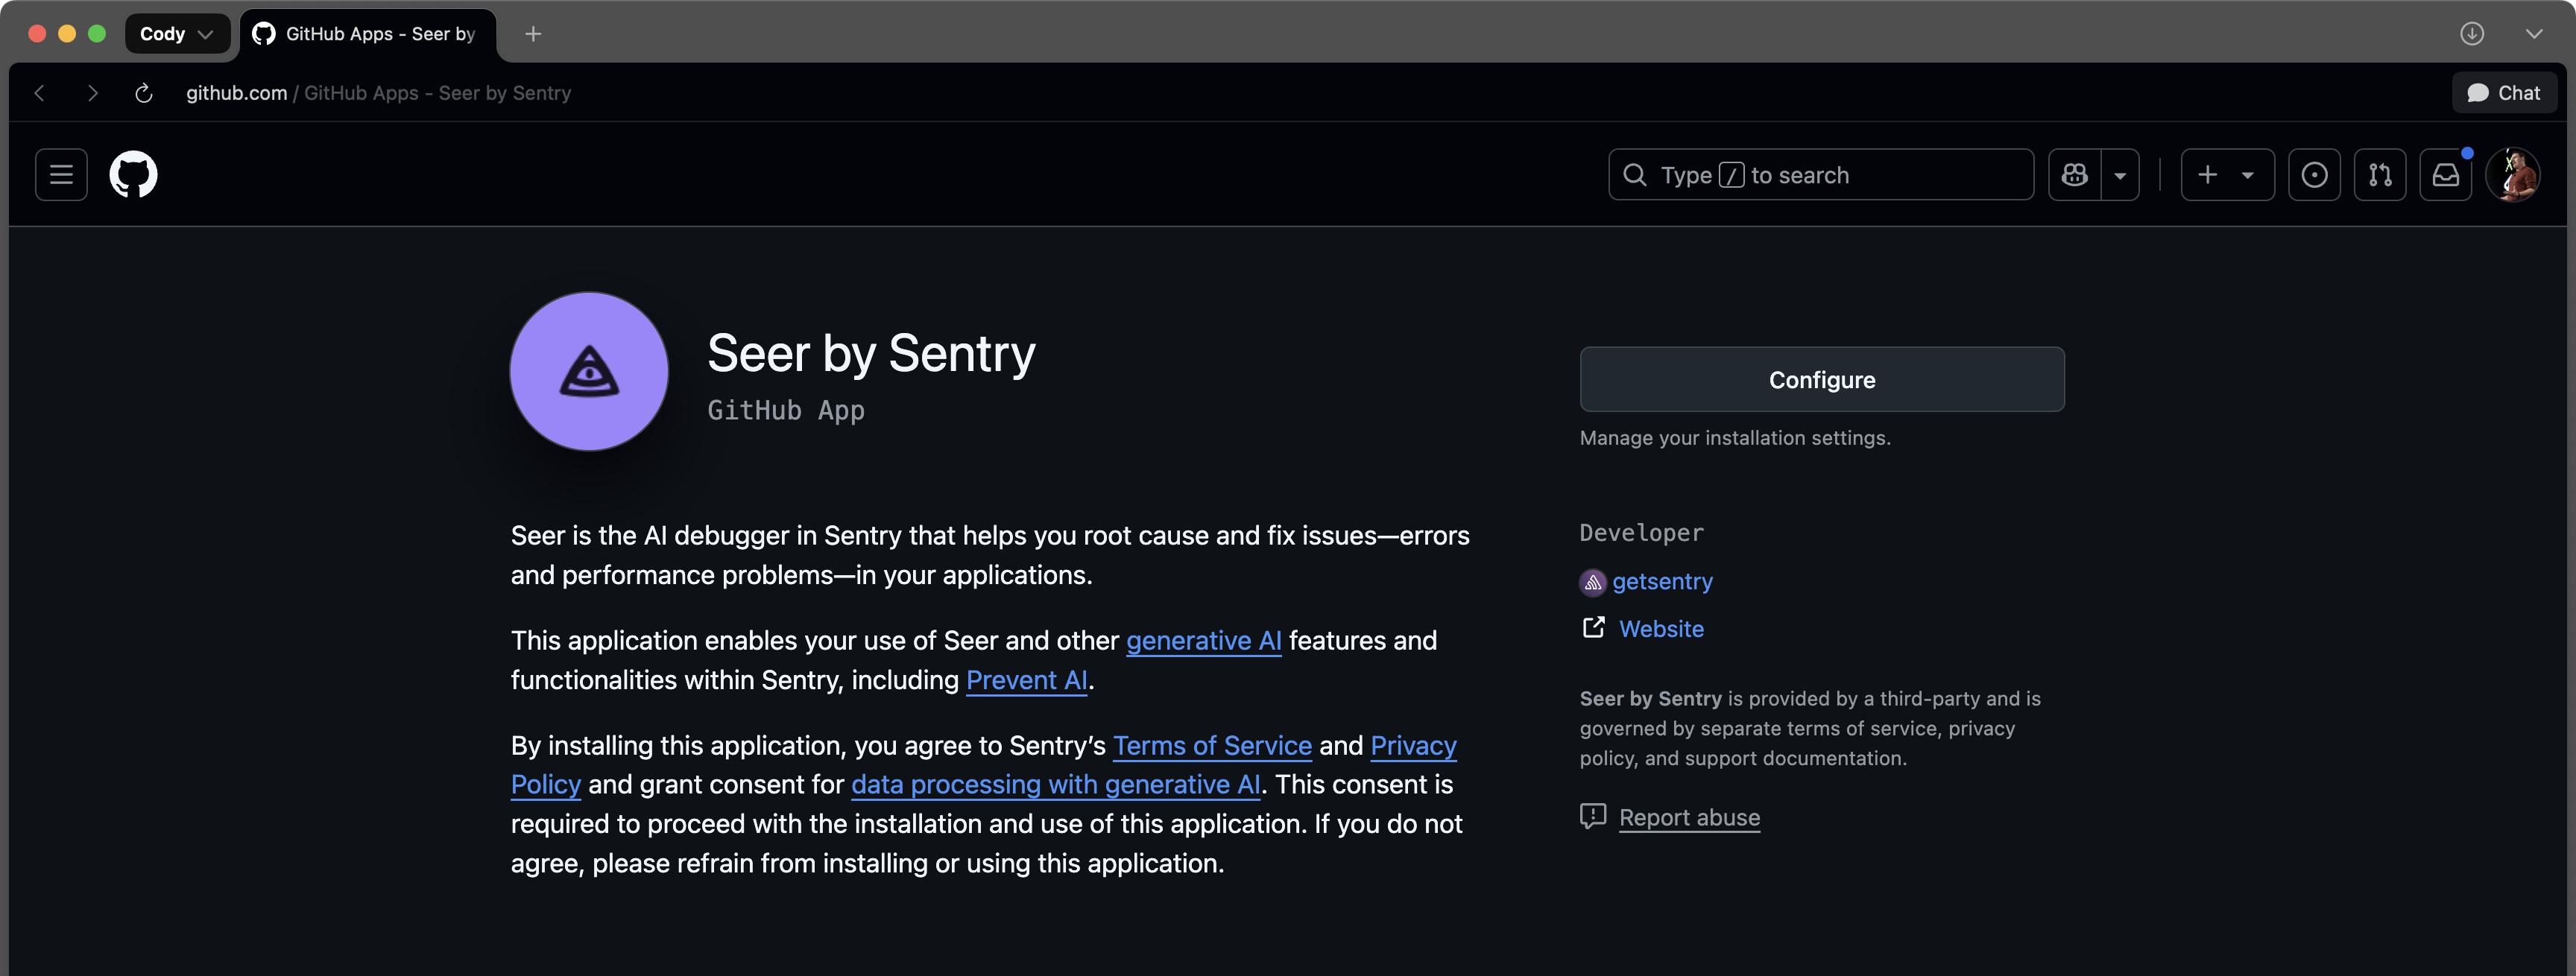 Cody
GitHub Apps - Seer by
github.com / GitHub Apps - Seer by Sentry
Chat
Type / to search
Seer by Sentry
GitHub App
Configure
Manage your installation settings.
Seer is the AI debugger in Sentry that helps you root cause and fix issues—errors
and performance problems—in your applications.
This application enables your use of Seer and other generative AI features and
functionalities within Sentry, including Prevent AI.
By installing this application, you agree to Sentry’s Terms of Service and Privacy
Policy and grant consent for data processing with generative AI. This consent is
required to proceed with the installation and use of this application. If you do not
agree, please refrain from installing or using this application.
Developer
getsentry
Website
Seer by Sentry is provided by a third-party and is
governed by separate terms of service, privacy
policy, and support documentation.
Report abuse